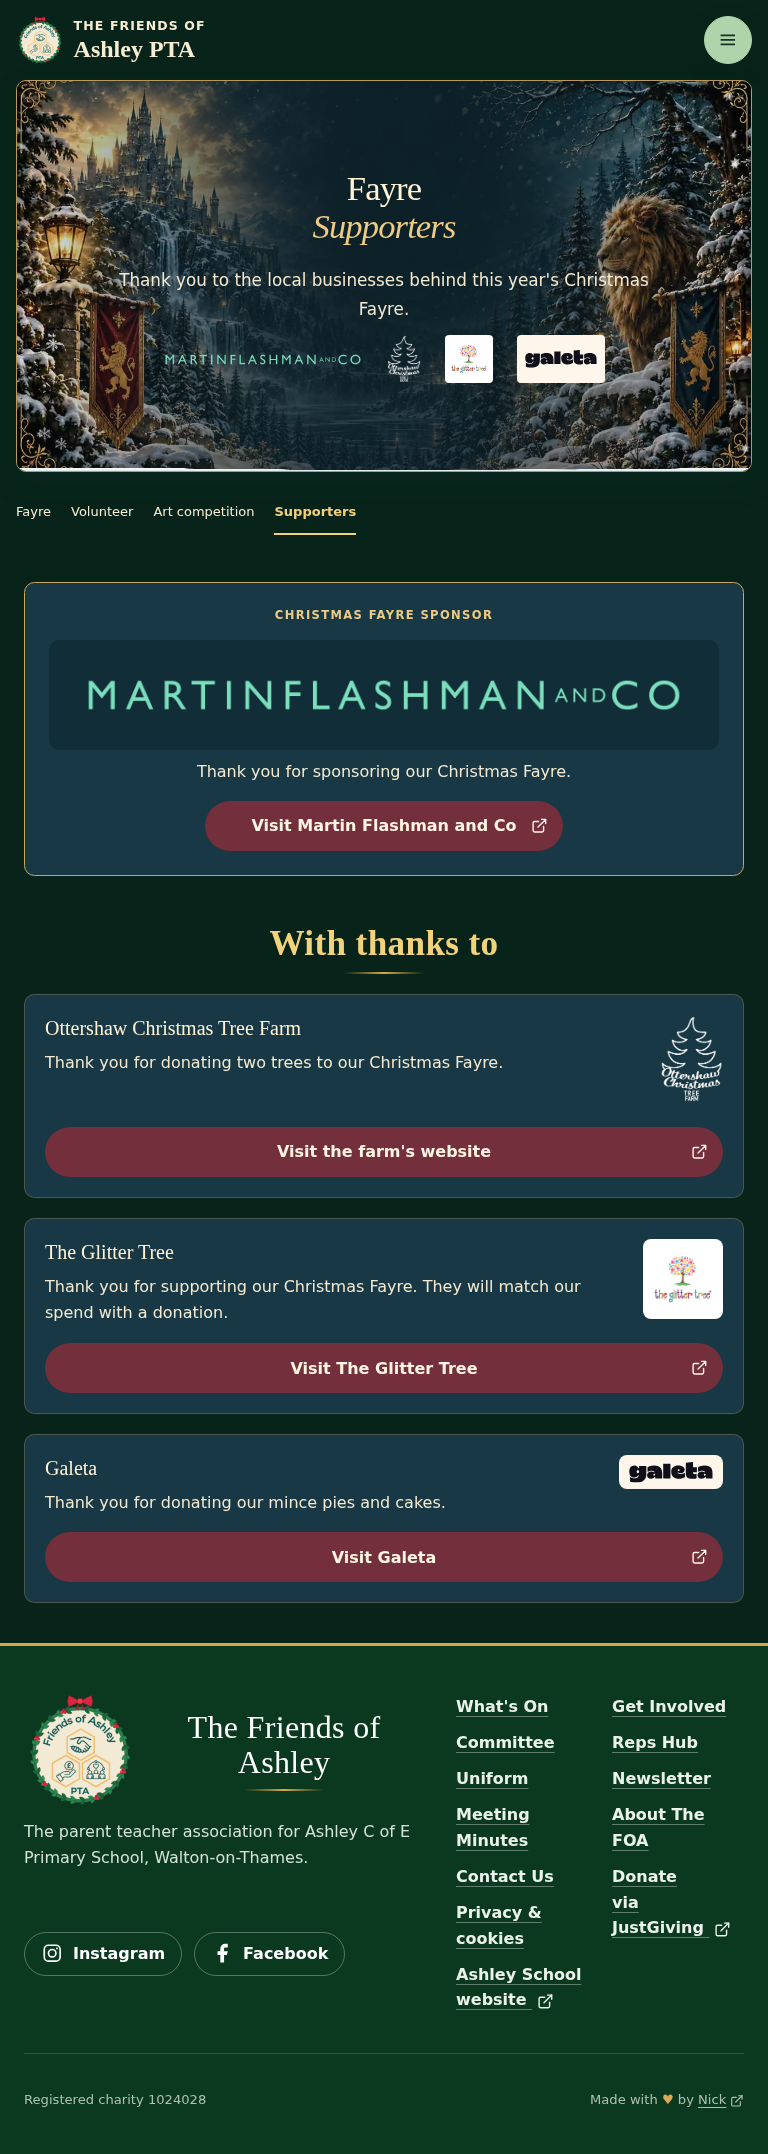 THE FRIENDS OF
Ashley PTA
Fayre
Supporters
Thank you to the local businesses behind this year's Christmas
Fayre.
MARTINFLASHMANANDCO
Ottershaw
Christmas
TREE
FARM
the glitter tree
galeta
Fayre
Volunteer
Art competition
Supporters
CHRISTMAS FAYRE SPONSOR
MARTINFLASHMANANDCO
Thank you for sponsoring our Christmas Fayre.
Visit Martin Flashman and Co
With thanks to
Ottershaw Christmas Tree Farm
Thank you for donating two trees to our Christmas Fayre.
Ottershaw
Christmas
TREE
FARM
Visit the farm's website
The Glitter Tree
Thank you for supporting our Christmas Fayre. They will match our
spend with a donation.
the glitter tree
Visit The Glitter Tree
Galeta
Thank you for donating our mince pies and cakes.
galeta
Visit Galeta
Friends of Ashley
PTA
The Friends of
Ashley
The parent teacher association for Ashley C of E
Primary School, Walton-on-Thames.
Instagram
Facebook
What's On
Committee
Uniform
Meeting
Minutes
Contact Us
Privacy &
cookies
Ashley School
website
Get Involved
Reps Hub
Newsletter
About The
FOA
Donate
via
JustGiving
Registered charity 1024028
Made with ♥ by Nick